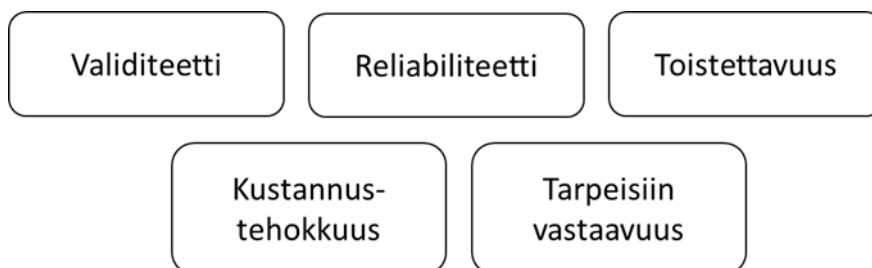 Validiteetti
Reliabiliteetti
Toistettavuus
Kustannus-
tehokkuus
Tarpeisiin
vastaavuus